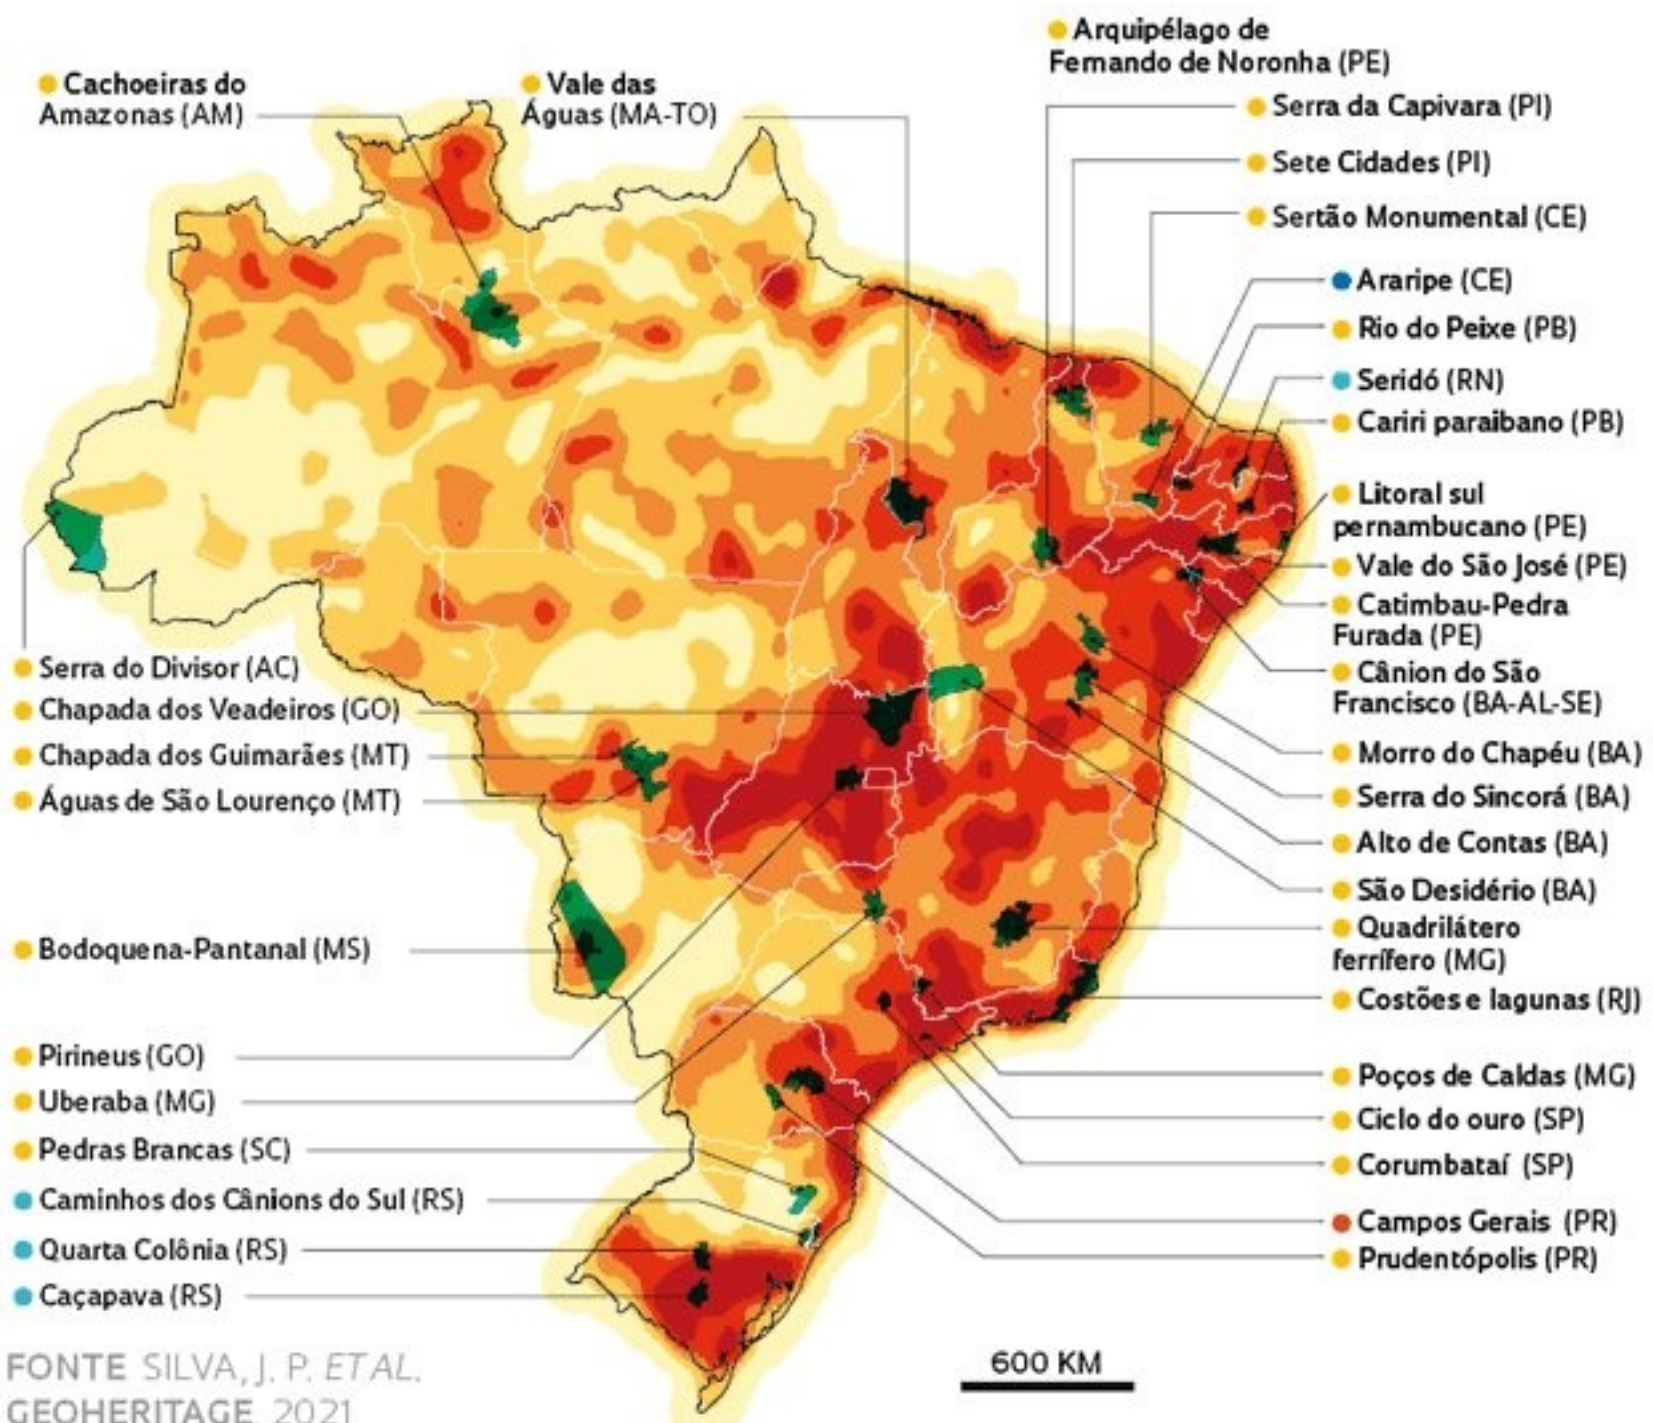 Arquipélago de
Fernando de Noronha (PE)
Cachoeiras do
Amazonas (AM)
Vale das
Águas (MA-TO)
Serra da Capivara (PI)
Sete Cidades (PI)
Sertão Monumental (CE)
Araripe (CE)
Rio do Peixe (PB)
Seridó (RN)
Cariri paraibano (PB)
Litoral sul
pernambucano (PE)
Vale do São José (PE)
Catimbau-Pedra
Furada (PE)
Cânion do São
Francisco (BA-AL-SE)
Morro do Chapéu (BA)
Serra do Sincorá (BA)
Alto de Contas (BA)
São Desidério (BA)
Quadrilátero
ferrífero (MG)
Costões e lagunas (RJ)
Poços de Caldas (MG)
Ciclo do ouro (SP)
Corumbataí (SP)
Campos Gerais (PR)
Prudentópolis (PR)
Serra do Divisor (AC)
Chapada dos Veadeiros (GO)
Chapada dos Guimarães (MT)
Águas de São Lourenço (MT)
Bodoquena-Pantanal (MS)
Pirineus (GO)
Uberaba (MG)
Pedras Brancas (SC)
Caminhos dos Cânions do Sul (RS)
Quarta Colônia (RS)
Caçapava (RS)
600 KM
FONTE SILVA, J. P. ET AL.
GEOHERITAGE. 2021